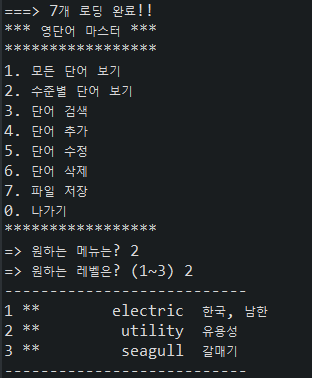 ===> 7개 로딩 완료!!
*** 영단어 마스터 ***
*****************
1. 모든 단어 보기
2. 수준별 단어 보기
3. 단어 검색
4. 단어 추가
5. 단어 수정
6. 단어 삭제
7. 파일 저장
0. 나가기
*****************
=> 원하는 메뉴는? 2
=> 원하는 레벨은? (1~3) 2
---------------------------
1 ** electric 한국, 남한
2 ** utility 유용성
3 ** seagull 갈매기
---------------------------